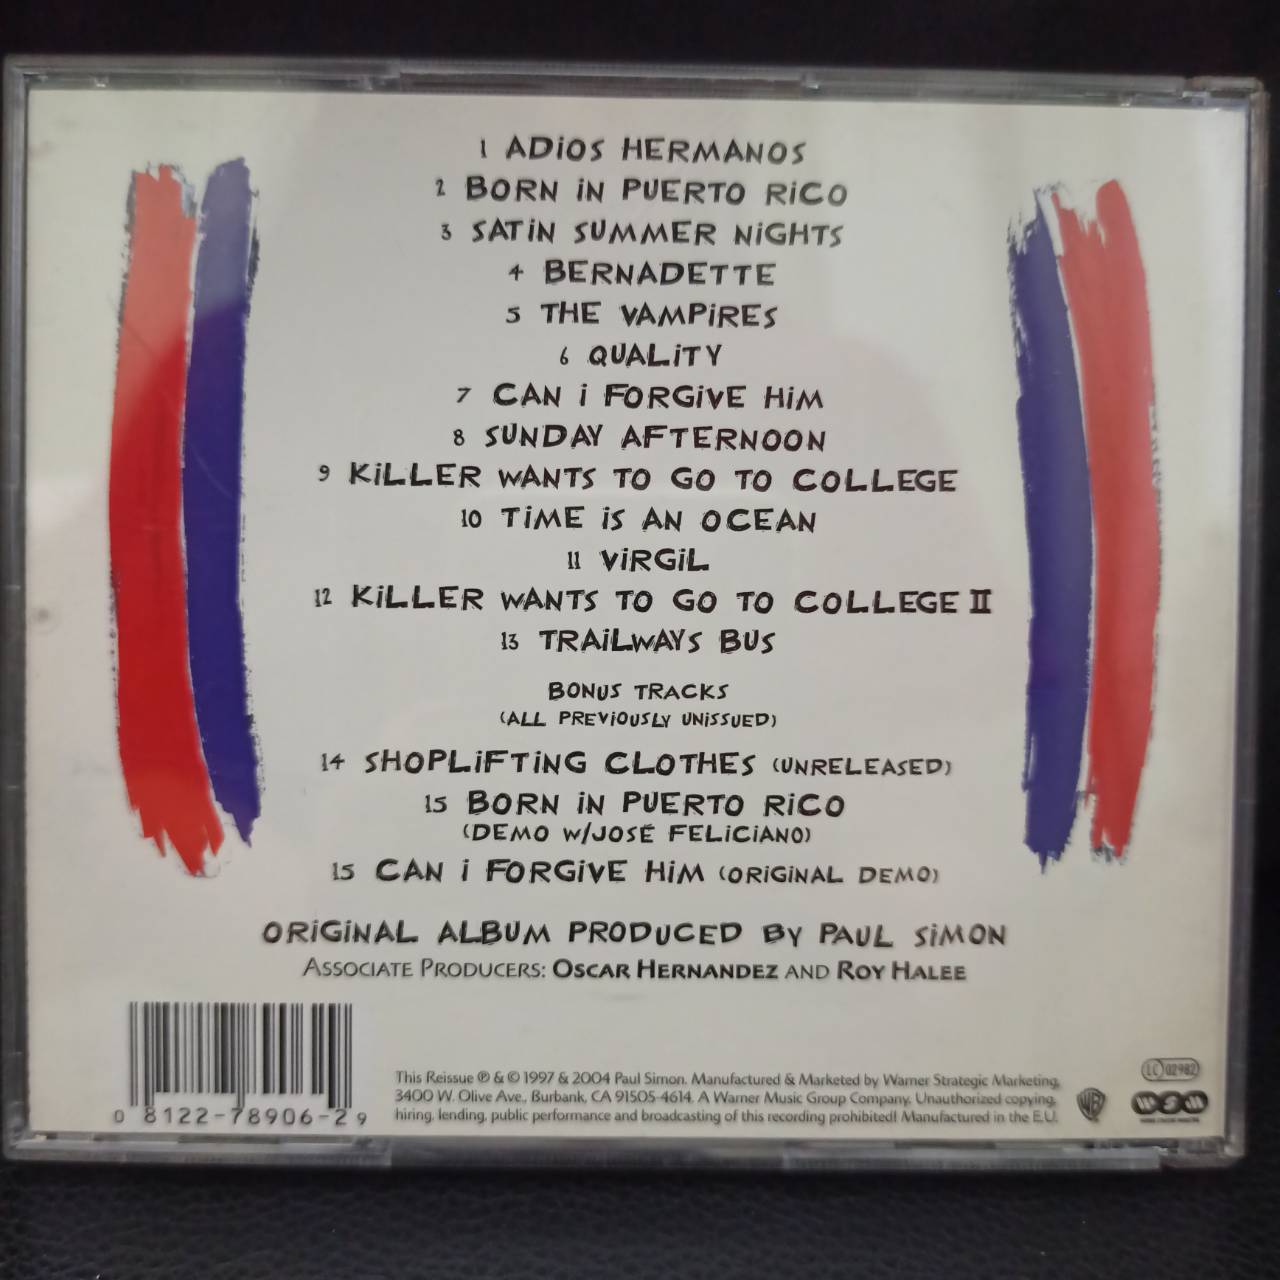 1 ADiOS HERMANOS
2 BORN iN PUERTO RiCO
3 SATiN SUMMER NiGHTS
4 BERNADETTE
5 THE VAMPiRES
6 QUALiTY
7 CAN i FORGiVE HiM
8 SUNDAY AFTERNOON
9 KiLLER WANTS TO GO TO COLLEGE
10 TiME iS AN OCEAN
11 ViRGiL
12 KiLLER WANTS TO GO TO COLLEGE II
13 TRAiLWAYS BUS
BONUS TRACKS
(ALL PREViOUSLY UNiSSUED)
14 SHOPLiFTiNG CLOTHES (UNRELEASED)
15 BORN iN PUERTO RiCO
(DEMO W/JOSÉ FELiCiANO)
15 CAN i FORGiVE HiM (ORiGiNAL DEMO)
ORiGiNAL ALBUM PRODUCED BY PAUL SiMON
ASSOCIATE PRODUCERS: OSCAR HERNANDEZ AND ROY HALEE
This Reissue ℗ & © 1997 & 2004 Paul Simon. Manufactured & Marketed by Warner Strategic Marketing,
3400 W. Olive Ave., Burbank, CA 91505-4614. A Warner Music Group Company. Unauthorized copying,
hiring, lending, public performance and broadcasting of this recording prohibited! Manufactured in the E.U.
0 8122-78906-2 9
LC 02982
WB
WSM